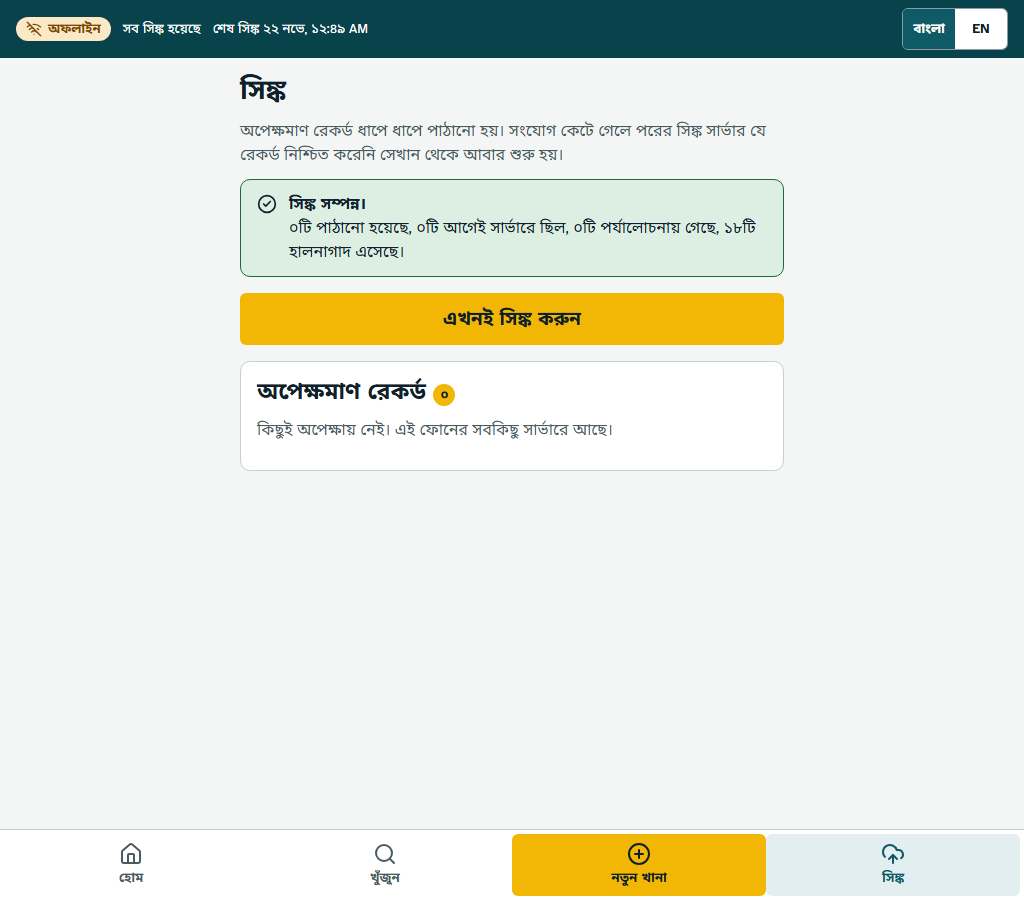 অফলাইন সব সিঙ্ক হয়েছে শেষ সিঙ্ক ২২ নভে, ১২:৪৯ AM বাংলা EN
সিঙ্ক
অপেক্ষমাণ রেকর্ড ধাপে ধাপে পাঠানো হয়। সংযোগ কেটে গেলে পরের সিঙ্ক সার্ভার যে
রেকর্ড নিশ্চিত করেনি সেখান থেকে আবার শুরু হয়।
সিঙ্ক সম্পন্ন।
০টি পাঠানো হয়েছে, ০টি আগেই সার্ভারে ছিল, ০টি পর্যালোচনায় গেছে, ১৮টি
হালনাগাদ এসেছে।
এখনই সিঙ্ক করুন
অপেক্ষমাণ রেকর্ড ০
কিছুই অপেক্ষায় নেই। এই ফোনের সবকিছু সার্ভারে আছে।
হোম খুঁজুন নতুন খানা সিঙ্ক